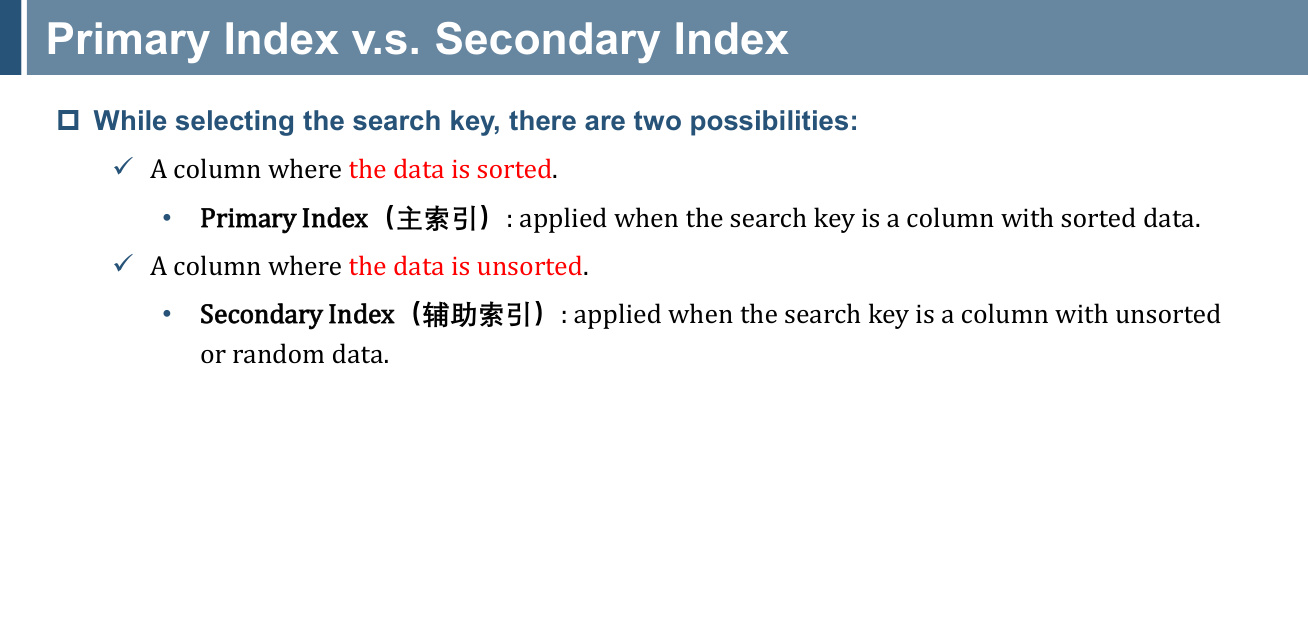 Primary Index v.s. Secondary Index
While selecting the search key, there are two possibilities:
✓ A column where the data is sorted.
• Primary Index（主索引）: applied when the search key is a column with sorted data.
✓ A column where the data is unsorted.
• Secondary Index（辅助索引）: applied when the search key is a column with unsorted
or random data.